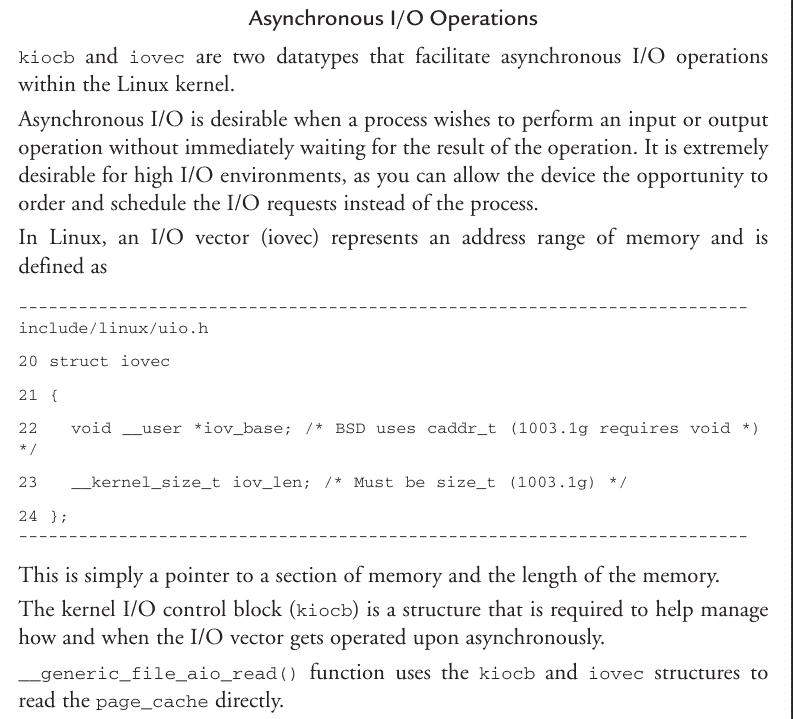 Asynchronous I/O Operations
kiocb and iovec are two datatypes that facilitate asynchronous I/O operations
within the Linux kernel.
Asynchronous I/O is desirable when a process wishes to perform an input or output
operation without immediately waiting for the result of the operation. It is extremely
desirable for high I/O environments, as you can allow the device the opportunity to
order and schedule the I/O requests instead of the process.
In Linux, an I/O vector (iovec) represents an address range of memory and is
defined as
-------------------------------------------------------------------------
include/linux/uio.h
20 struct iovec
21 {
22   void __user *iov_base; /* BSD uses caddr_t (1003.1g requires void *)
*/
23   __kernel_size_t iov_len; /* Must be size_t (1003.1g) */
24 };
-------------------------------------------------------------------------
This is simply a pointer to a section of memory and the length of the memory.
The kernel I/O control block (kiocb) is a structure that is required to help manage
how and when the I/O vector gets operated upon asynchronously.
__generic_file_aio_read() function uses the kiocb and iovec structures to
read the page_cache directly.